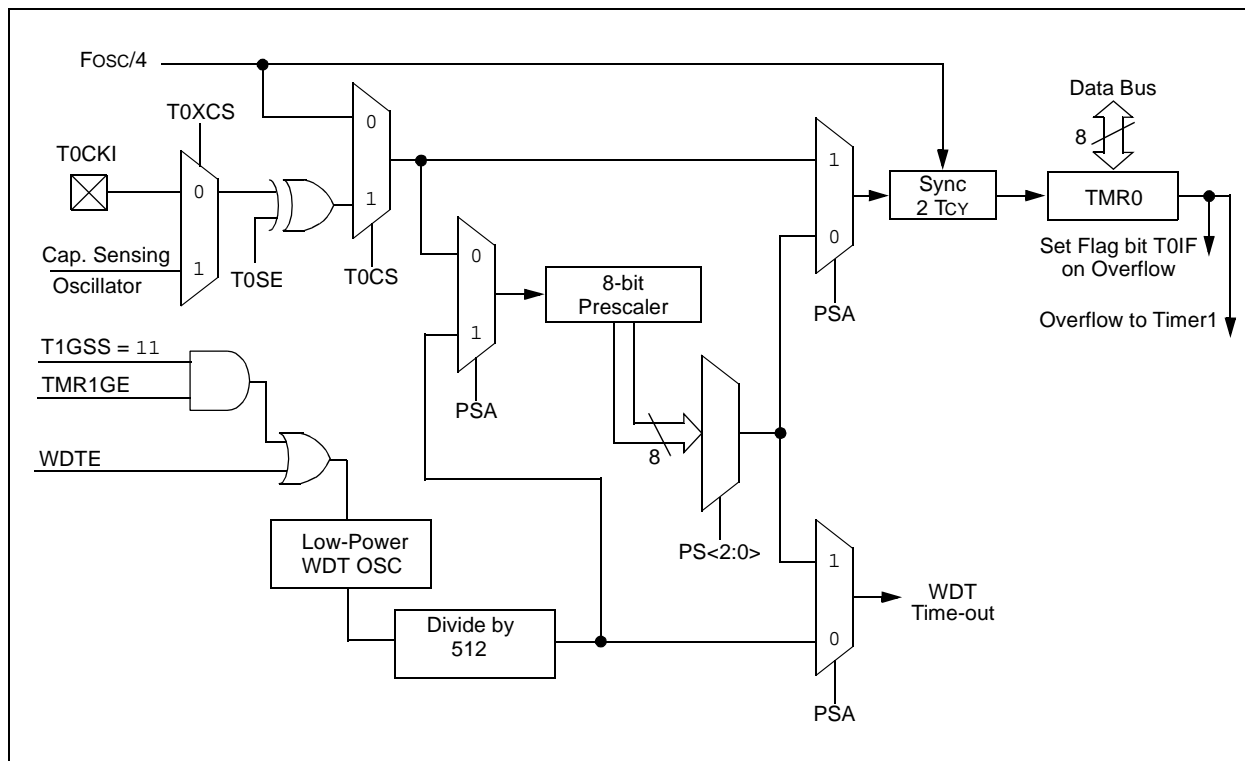 FOSC/4
T0XCS
T0CKI
0
1
Cap. Sensing
Oscillator
T0SE
0
1
T0CS
0
1
PSA
8-bit
Prescaler
1
0
PSA
Sync
2 TCY
Data Bus
8
TMR0
Set Flag bit T0IF
on Overflow
Overflow to Timer1
T1GSS = 11
TMR1GE
WDTE
8
PS<2:0>
Low-Power
WDT OSC
Divide by
512
1
0
PSA
WDT
Time-out